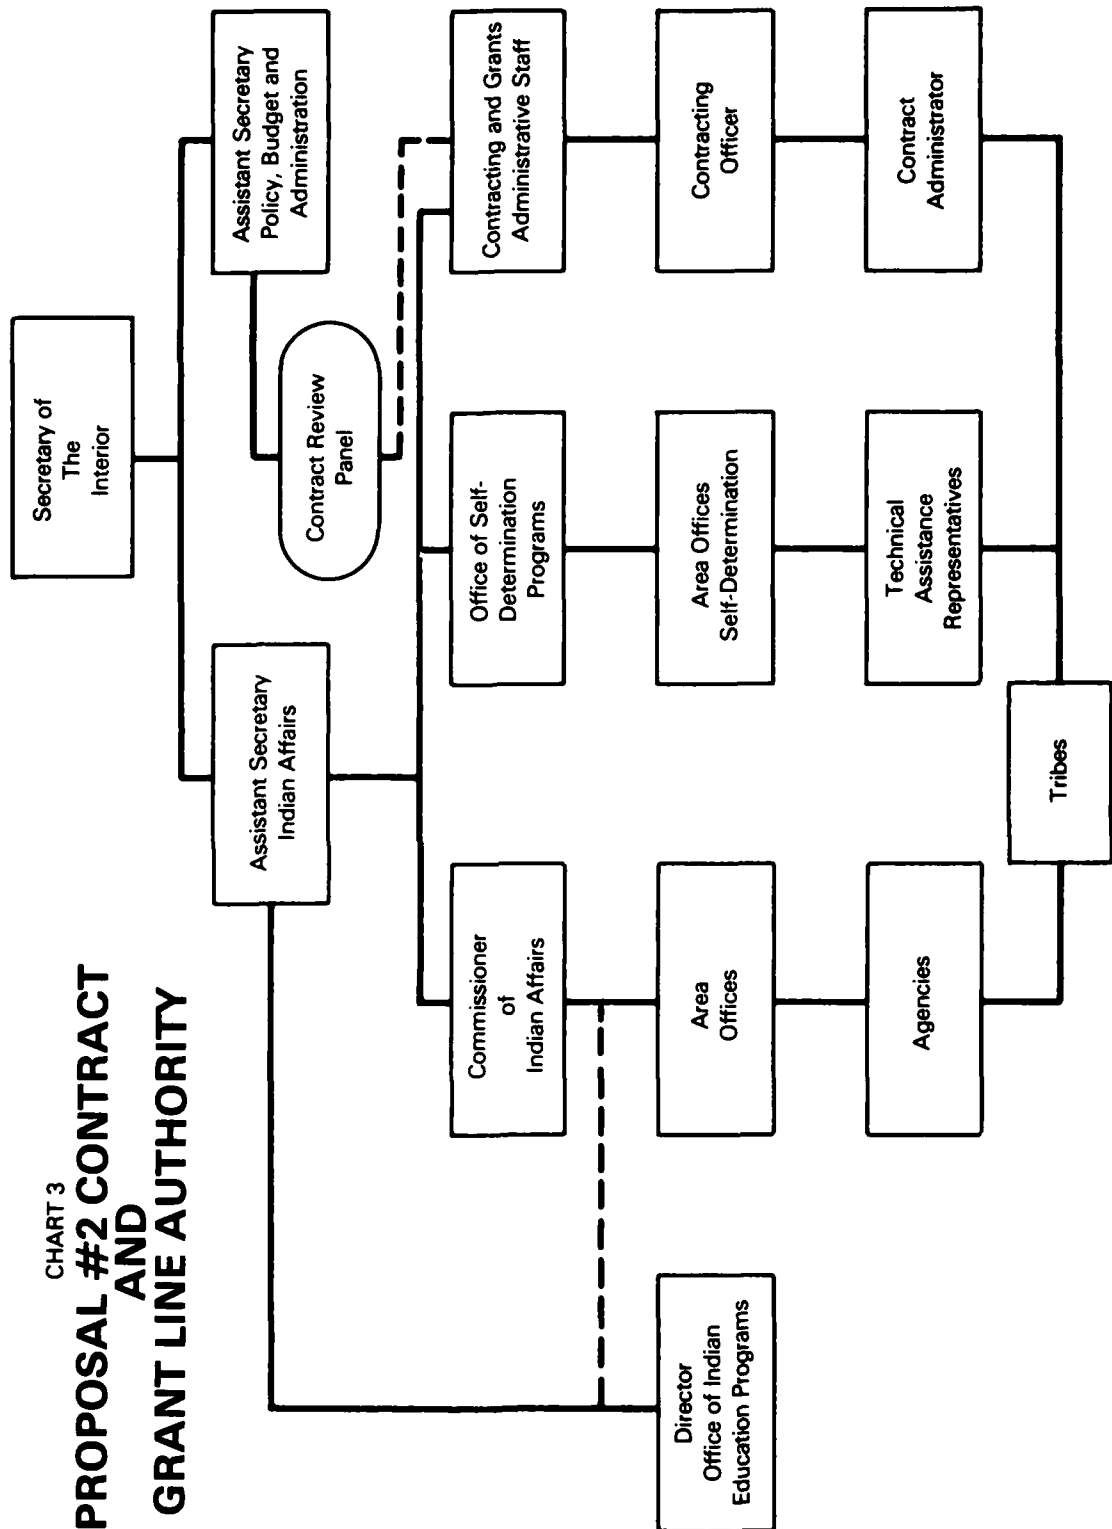 CHART 3
PROPOSAL #2 CONTRACT
AND
GRANT LINE AUTHORITY
Secretary of
The
Interior
Assistant Secretary
Indian Affairs
Assistant Secretary
Policy, Budget and
Administration
Contract Review
Panel
Commissioner
of
Indian Affairs
Office of Self-
Determination
Programs
Contracting and Grants
Administrative Staff
Director
Office of Indian
Education Programs
Area
Offices
Area Offices
Self-Determination
Contracting
Officer
Agencies
Technical
Assistance
Representatives
Contract
Administrator
Tribes